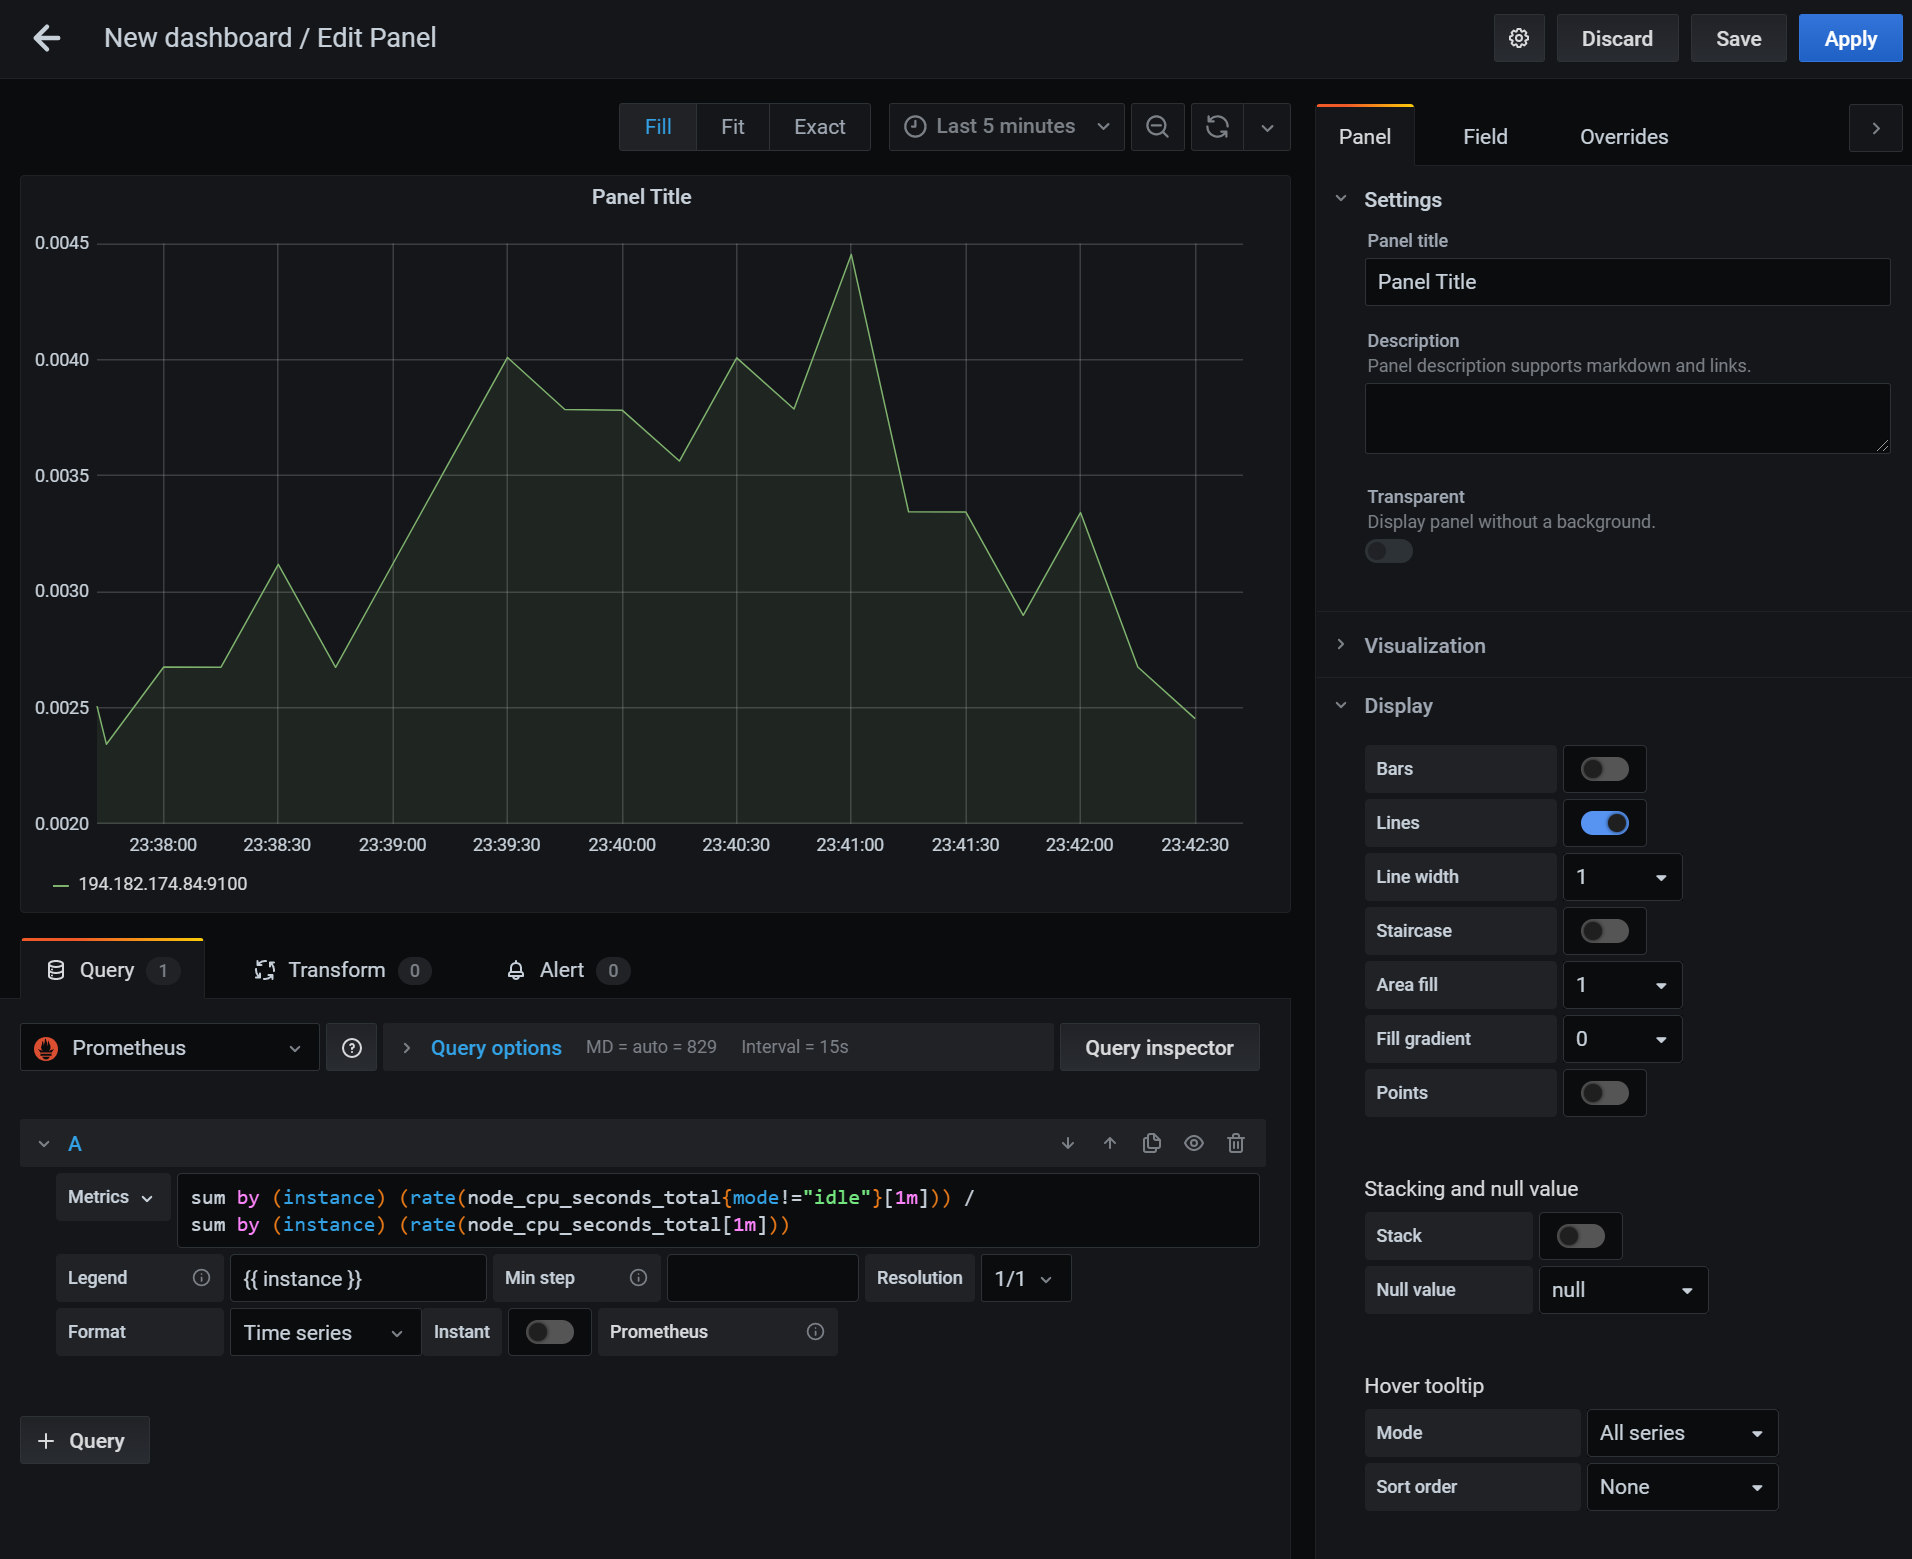 New dashboard / Edit Panel
Discard
Save
Apply
Fill
Fit
Exact
Last 5 minutes
Panel Title
0.0045
0.0040
0.0035
0.0030
0.0025
0.0020
23:38:00
23:38:30
23:39:00
23:39:30
23:40:00
23:40:30
23:41:00
23:41:30
23:42:00
23:42:30
194.182.174.84:9100
Query 1
Transform 0
Alert 0
Prometheus
Query options
MD = auto = 829
Interval = 15s
Query inspector
A
Metrics
sum by (instance) (rate(node_cpu_seconds_total{mode!="idle"}[1m])) /
sum by (instance) (rate(node_cpu_seconds_total[1m]))
Legend
{{ instance }}
Min step
Resolution
1/1
Format
Time series
Instant
Prometheus
+ Query
Panel
Field
Overrides
Settings
Panel title
Panel Title
Description
Panel description supports markdown and links.
Transparent
Display panel without a background.
Visualization
Display
Bars
Lines
Line width
1
Staircase
Area fill
1
Fill gradient
0
Points
Stacking and null value
Stack
Null value
null
Hover tooltip
Mode
All series
Sort order
None